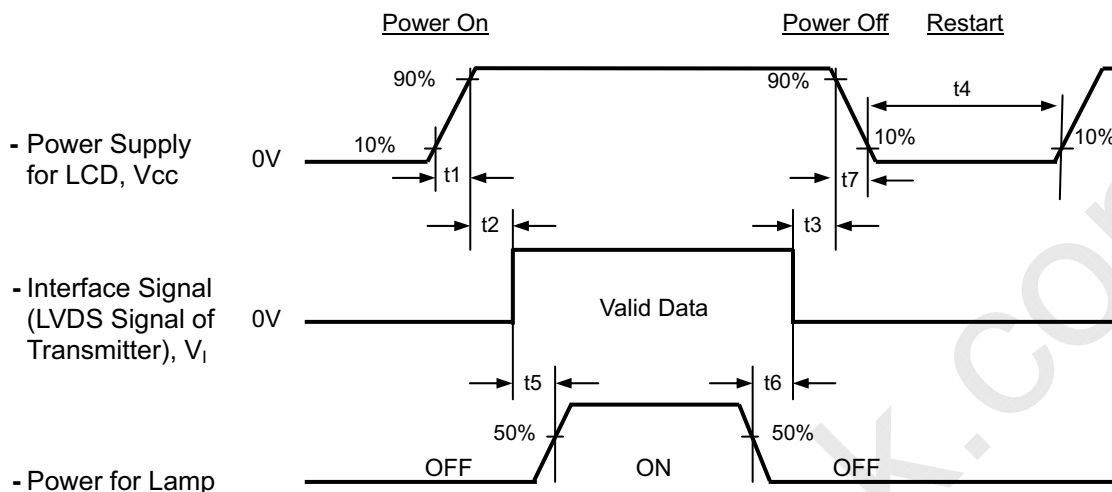 Power On
Power Off
Restart
90%
90%
t4
- Power Supply
for LCD, Vcc
0V
10%
10%
10%
t1
t7
t2
t3
- Interface Signal
(LVDS Signal of
Transmitter), VI
0V
Valid Data
t5
t6
50%
50%
- Power for Lamp
OFF
ON
OFF
k.com